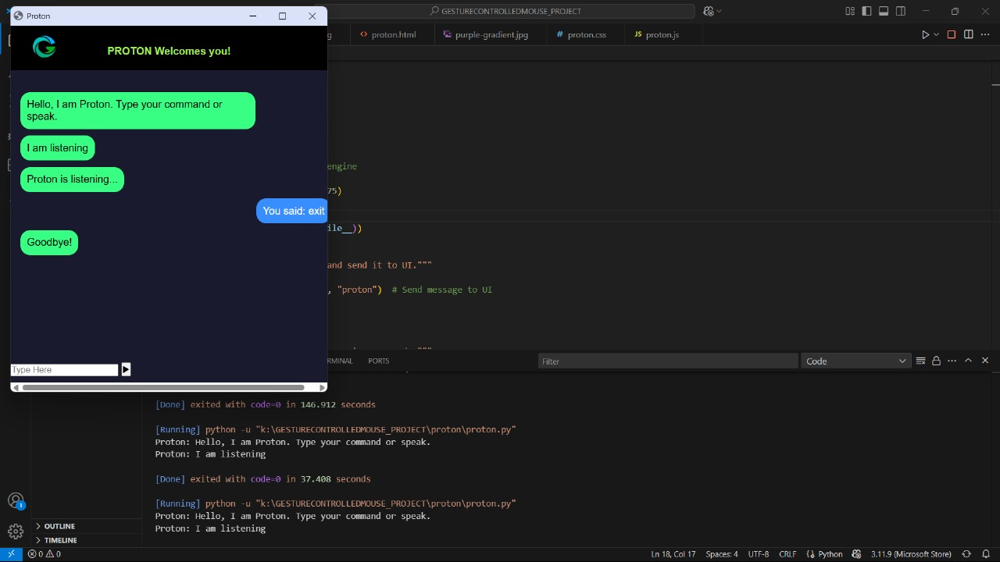 Proton
GESTURECONTROLLEDMOUSE_PROJECT
g
proton.html
purple-gradient.jpg
# proton.css
JS proton.js
PROTON Welcomes you!
Hello, I am Proton. Type your command or
speak.
I am listening
Proton is listening...
You said: exit
Goodbye!
Type Here
engine
75)
ile__))
and send it to UI."""
, "proton")  # Send message to UI
RMINAL
PORTS
Filter
Code
[Done] exited with code=0 in 146.912 seconds
[Running] python -u "k:\GESTURECONTROLLEDMOUSE_PROJECT\proton\proton.py"
Proton: Hello, I am Proton. Type your command or speak.
Proton: I am listening
[Done] exited with code=0 in 37.408 seconds
[Running] python -u "k:\GESTURECONTROLLEDMOUSE_PROJECT\proton\proton.py"
Proton: Hello, I am Proton. Type your command or speak.
Proton: I am listening
1
OUTLINE
TIMELINE
0 0
Ln 18, Col 17
Spaces: 4
UTF-8
CRLF
Python
3.11.9 (Microsoft Store)